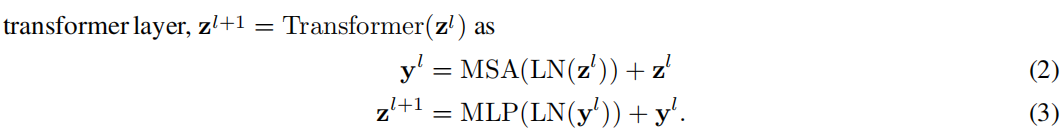 transformer layer, z^{l+1} = Transformer(z^l) as
y^l = MSA(LN(z^l)) + z^l (2)
z^{l+1} = MLP(LN(y^l)) + y^l. (3)